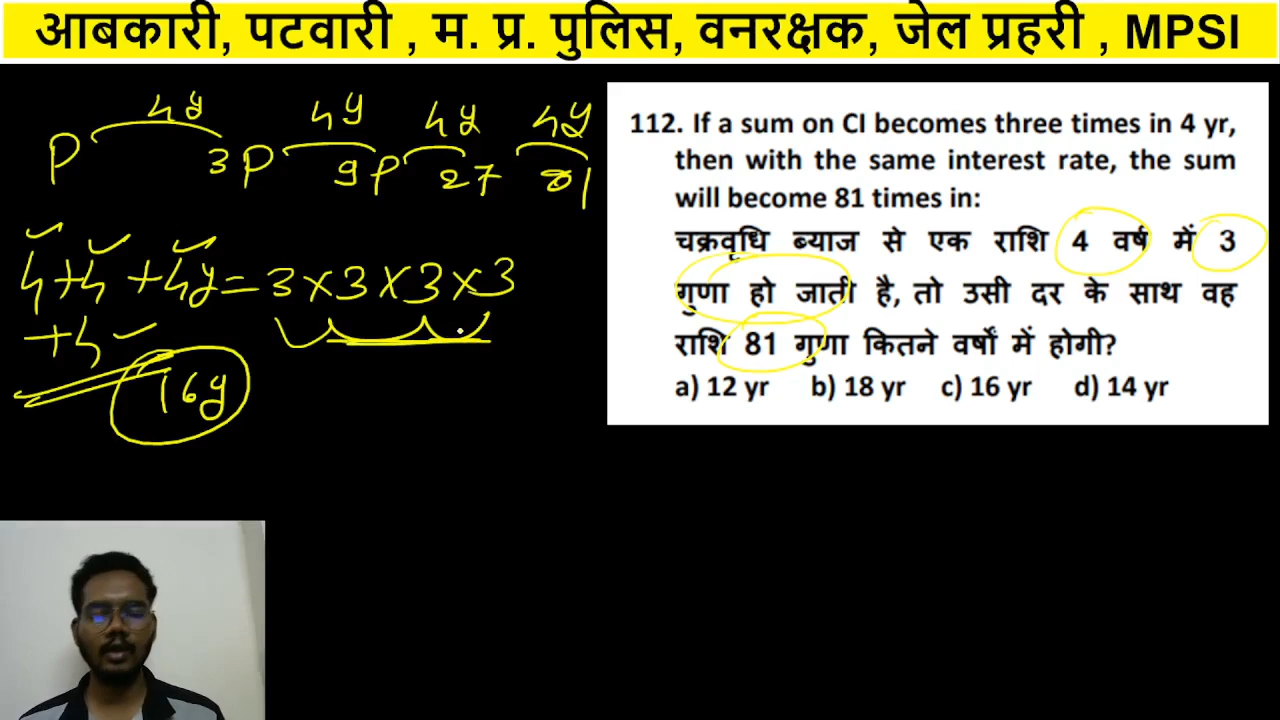 आबकारी, पटवारी , म. प्र. पुलिस, वनरक्षक, जेल प्रहरी , MPSI
4y 4y 4y 4y
P 3P 9P 27 81
4+4+4y=3×3×3×3
+4
16y
112. If a sum on CI becomes three times in 4 yr,
then with the same interest rate, the sum
will become 81 times in:
चक्रवृधि ब्याज से एक राशि 4 वर्ष में 3
गुणा हो जाती है, तो उसी दर के साथ वह
राशि 81 गुणा कितने वर्षों में होगी?
a) 12 yr b) 18 yr c) 16 yr d) 14 yr